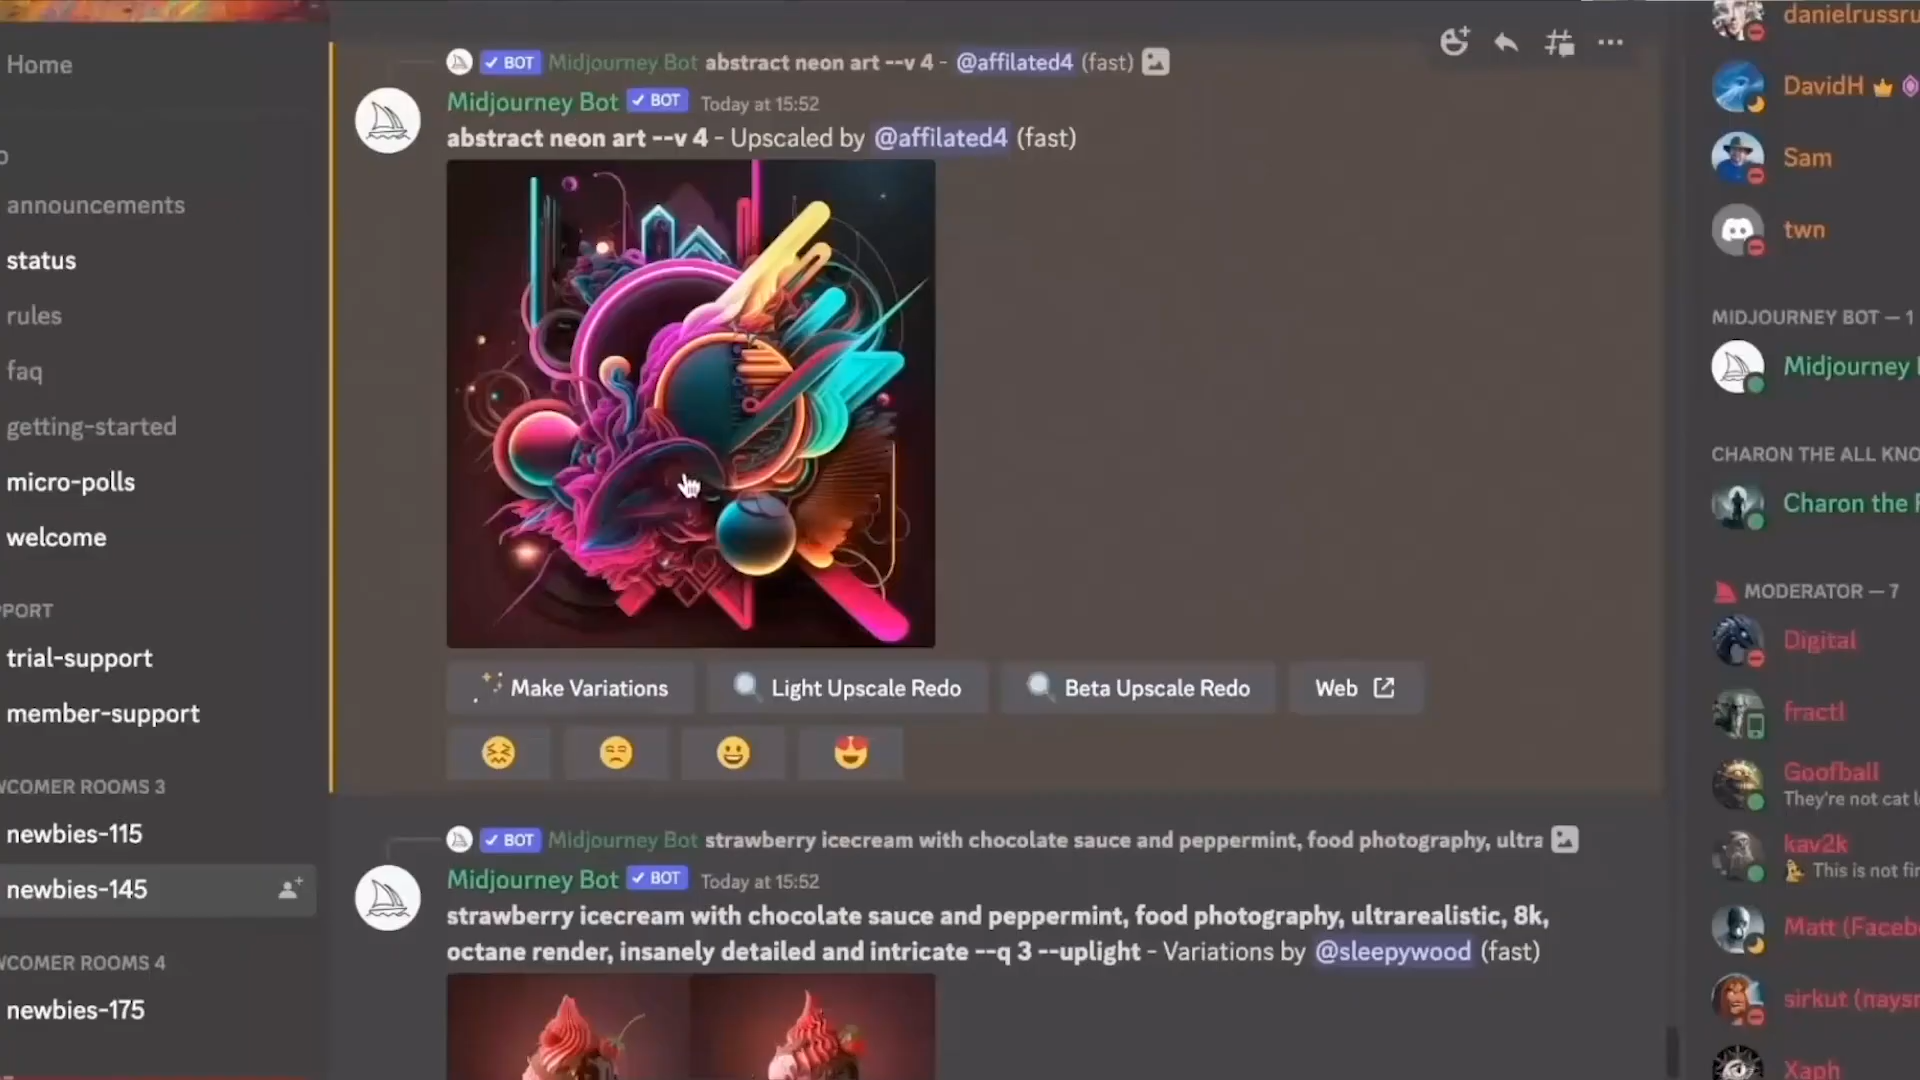 Home
announcements
status
rules
faq
getting-started
micro-polls
welcome
PPORT
trial-support
member-support
WCOMER ROOMS 3
newbies-115
newbies-145
WCOMER ROOMS 4
newbies-175
BOT Midjourney Bot abstract neon art --v 4 - @affilated4 (fast)
Midjourney Bot BOT Today at 15:52
abstract neon art --v 4 - Upscaled by @affilated4 (fast)
Make Variations Light Upscale Redo Beta Upscale Redo Web
BOT Midjourney Bot strawberry icecream with chocolate sauce and peppermint, food photography, ultra
Midjourney Bot BOT Today at 15:52
strawberry icecream with chocolate sauce and peppermint, food photography, ultrarealistic, 8k,
octane render, insanely detailed and intricate --q 3 --uplight - Variations by @sleepywood (fast)
danielrussru
DavidH
Sam
twn
MIDJOURNEY BOT — 1
Midjourney
CHARON THE ALL KNO
Charon the F
MODERATOR — 7
Digital
fractl
Goofball
They're not cat l
kav2k
This is not fir
Matt (Faceb
sirkut (naysr
Xaph